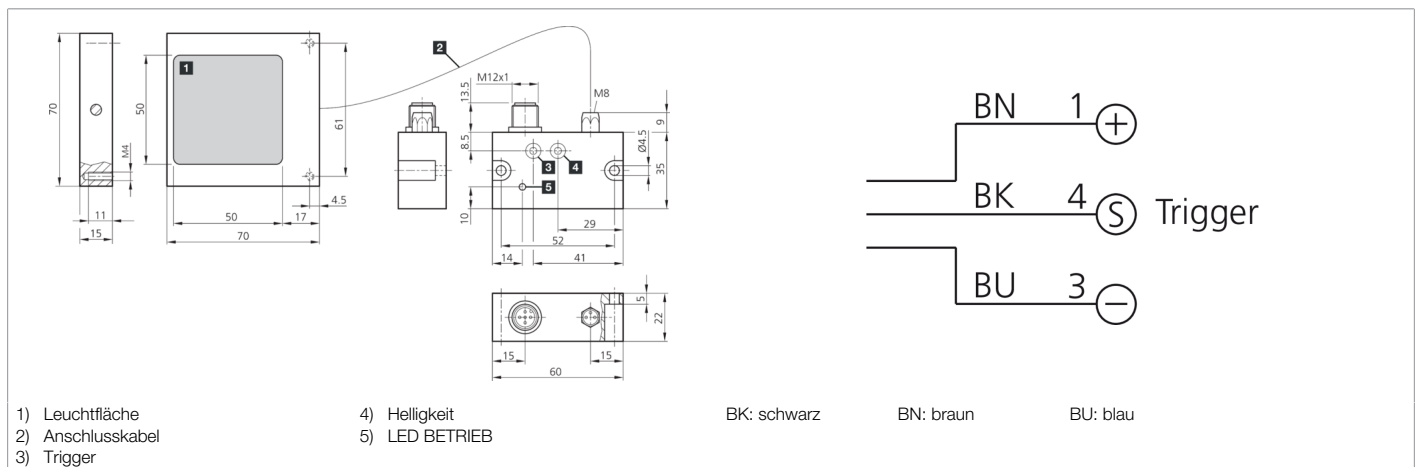 70
M4
11
15
1
50
61
4.5
50
17
70
2
M12x1
13.5
8.5
M8
9
Ø4.5
35
3
4
5
10
29
52
14
41
5
22
15
15
60
BN 1 +
BK 4 S Trigger
BU 3 −
1) Leuchtfläche
2) Anschlusskabel
3) Trigger
4) Helligkeit
5) LED BETRIEB
BK: schwarz BN: braun BU: blau